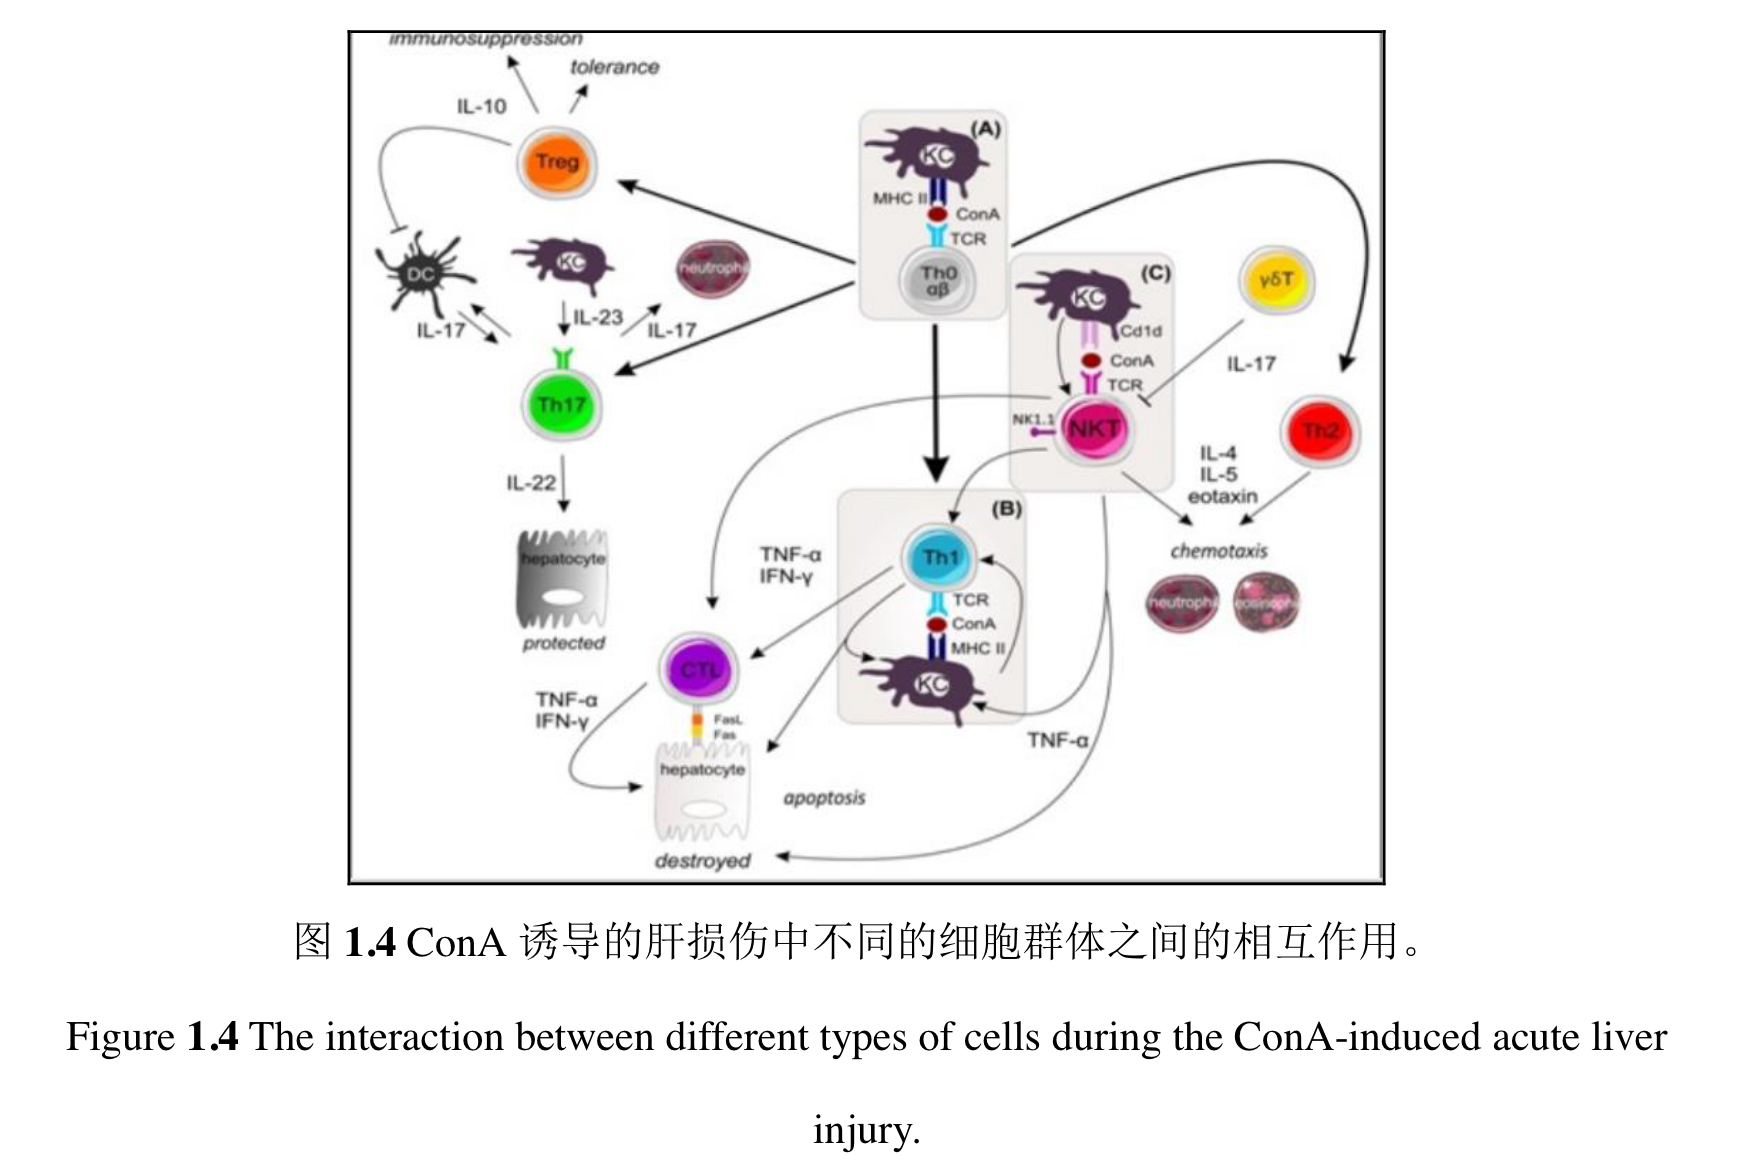 immunosuppression
tolerance
IL-10
Treg
(A)
KC
MHC II
ConA
TCR
Th0
αβ
DC
KC
neutrophil
IL-23
IL-17
IL-17
Th17
IL-22
hepatocyte
protected
(C)
KC
Cd1d
ConA
TCR
NK1.1
NKT
γδT
IL-17
Th2
IL-4
IL-5
eotaxin
chemotaxis
neutrophil
eosinophil
(B)
Th1
TCR
ConA
MHC II
KC
TNF-α
IFN-γ
CTL
TNF-α
IFN-γ
FasL
Fas
hepatocyte
apoptosis
destroyed
TNF-α
图 1.4 ConA 诱导的肝损伤中不同的细胞群体之间的相互作用。
Figure 1.4 The interaction between different types of cells during the ConA-induced acute liver
injury.